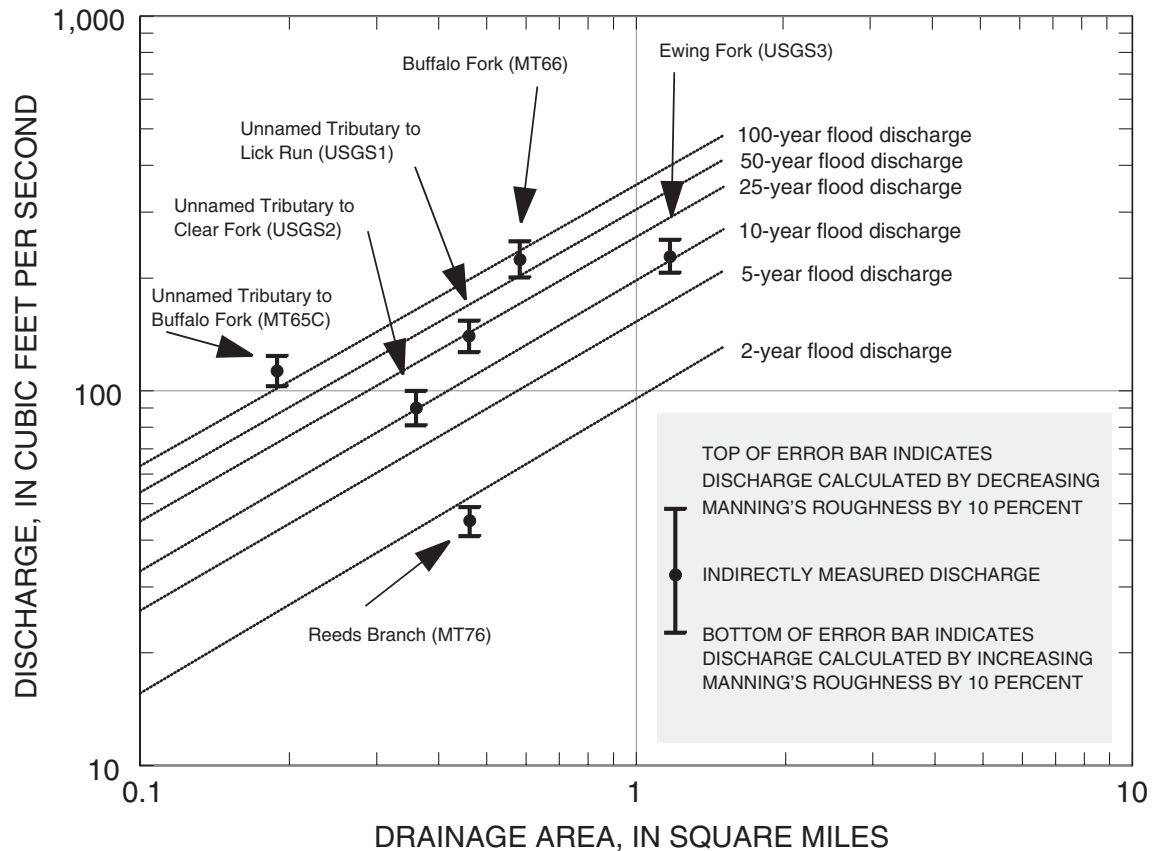 1,000
100
10
DISCHARGE, IN CUBIC FEET PER SECOND
Buffalo Fork (MT66)
Ewing Fork (USGS3)
Unnamed Tributary to
Lick Run (USGS1)
Unnamed Tributary to
Clear Fork (USGS2)
Unnamed Tributary to
Buffalo Fork (MT65C)
Reeds Branch (MT76)
100-year flood discharge
50-year flood discharge
25-year flood discharge
10-year flood discharge
5-year flood discharge
2-year flood discharge
TOP OF ERROR BAR INDICATES
DISCHARGE CALCULATED BY DECREASING
MANNING'S ROUGHNESS BY 10 PERCENT
INDIRECTLY MEASURED DISCHARGE
BOTTOM OF ERROR BAR INDICATES
DISCHARGE CALCULATED BY INCREASING
MANNING'S ROUGHNESS BY 10 PERCENT
0.1
1
10
DRAINAGE AREA, IN SQUARE MILES